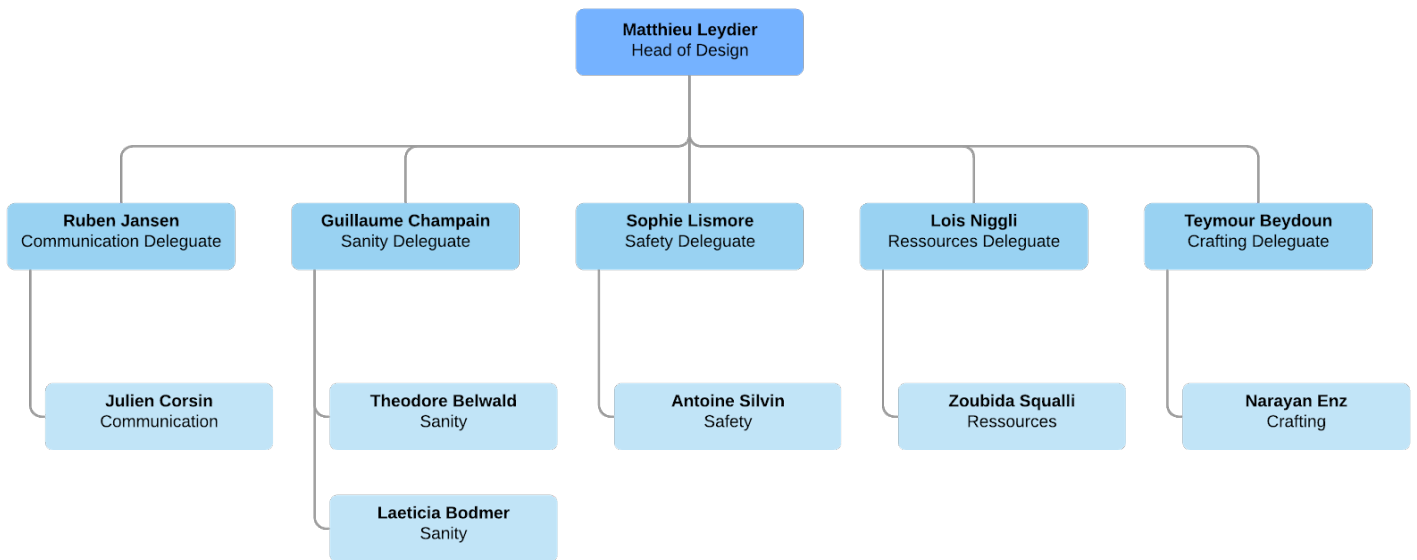 Matthieu Leydier
Head of Design
Ruben Jansen
Communication Deleguate
Guillaume Champain
Sanity Deleguate
Sophie Lismore
Safety Deleguate
Lois Niggli
Ressources Deleguate
Teymour Beydoun
Crafting Deleguate
Julien Corsin
Communication
Theodore Belwald
Sanity
Antoine Silvin
Safety
Zoubida Squalli
Ressources
Narayan Enz
Crafting
Laeticia Bodmer
Sanity